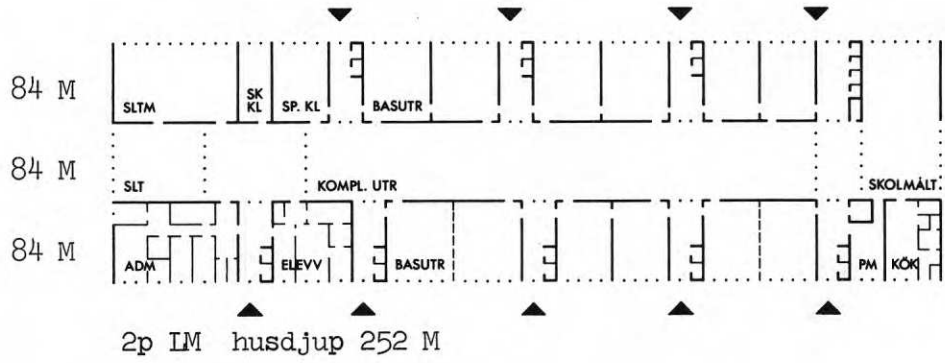 84 M
SLTM
SK
KL
SP. KL
BASUTR
84 M
SLT
KOMPL. UTR
SKOLMÅLT
84 M
ADM
ELEVV
BASUTR
PM
KÖK
2p LM husdjup 252 M